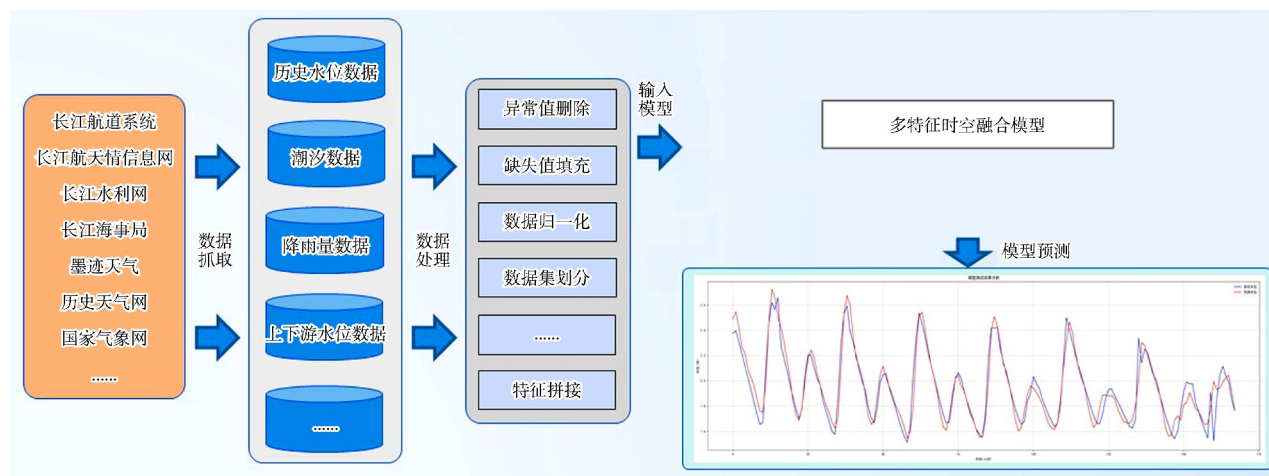 长江航道系统
长江航天情信息网
长江水利网
长江海事局
墨迹天气
历史天气网
国家气象网
......
数据
抓取
历史水位数据
潮汐数据
降雨量数据
上下游水位数据
......
数据
处理
异常值删除
缺失值填充
数据归一化
数据集划分
......
特征拼接
输入
模型
多特征时空融合模型
模型预测